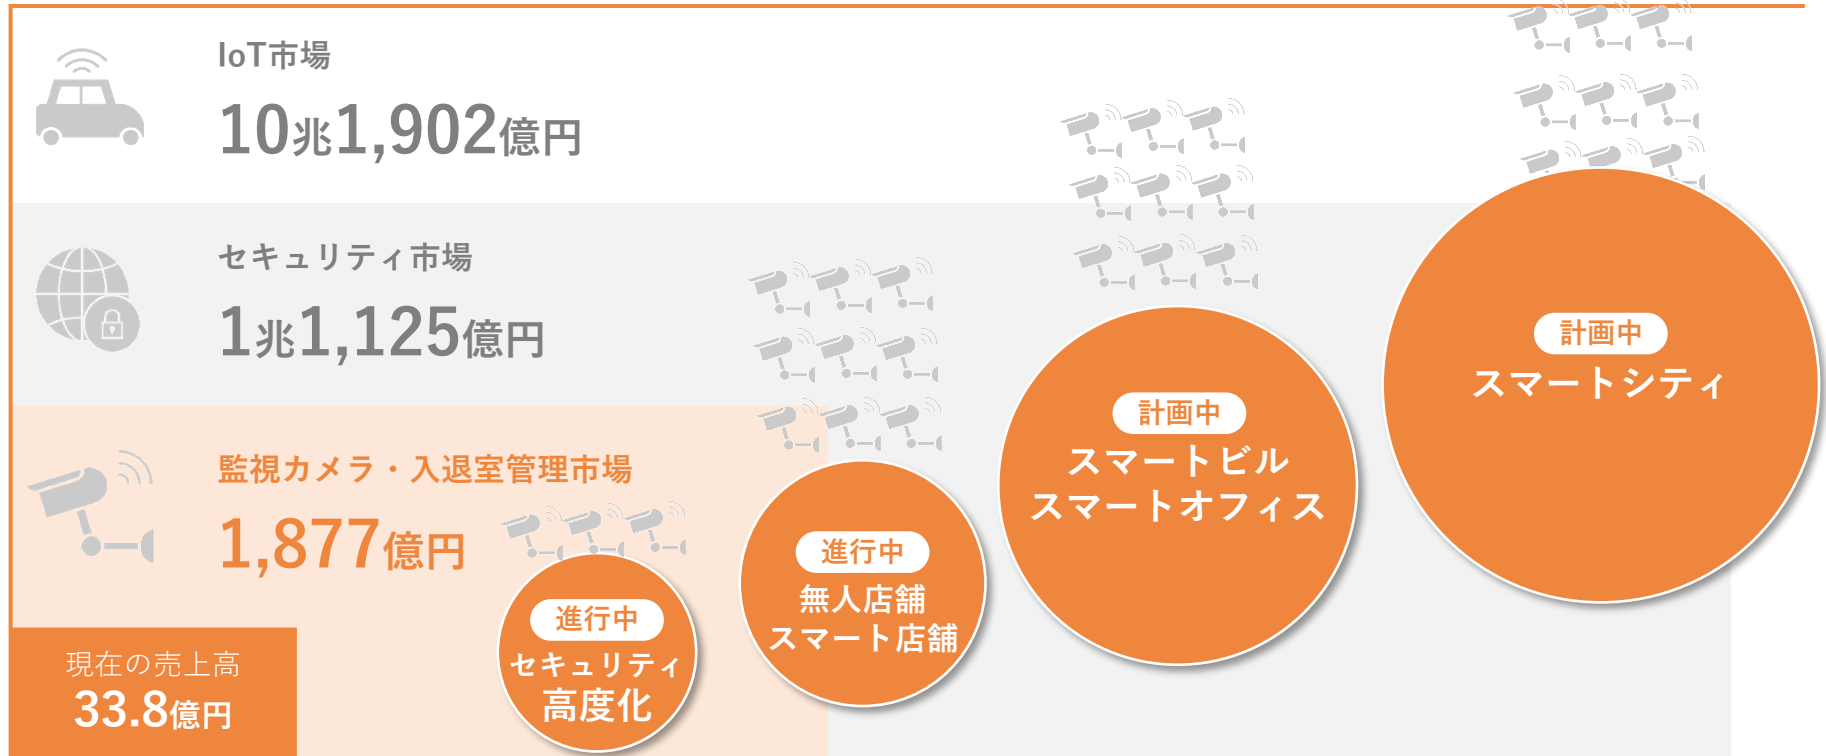 IoT市場
10兆1,902億円
セキュリティ市場
1兆1,125億円
監視カメラ・入退室管理市場
1,877億円
現在の売上高
33.8億円
進行中
セキュリティ
高度化
進行中
無人店舗
スマート店舗
計画中
スマートビル
スマートオフィス
計画中
スマートシティ